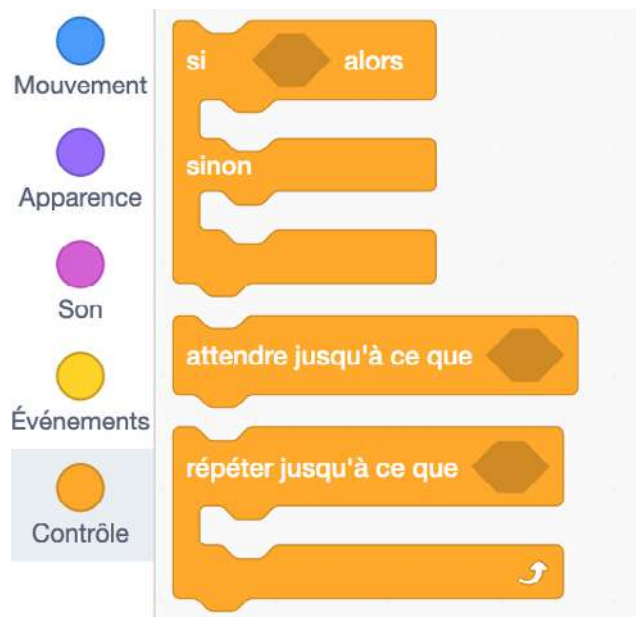 Mouvement
Apparence
Son
Événements
Contrôle
si alors
sinon
attendre jusqu'à ce que
répéter jusqu'à ce que